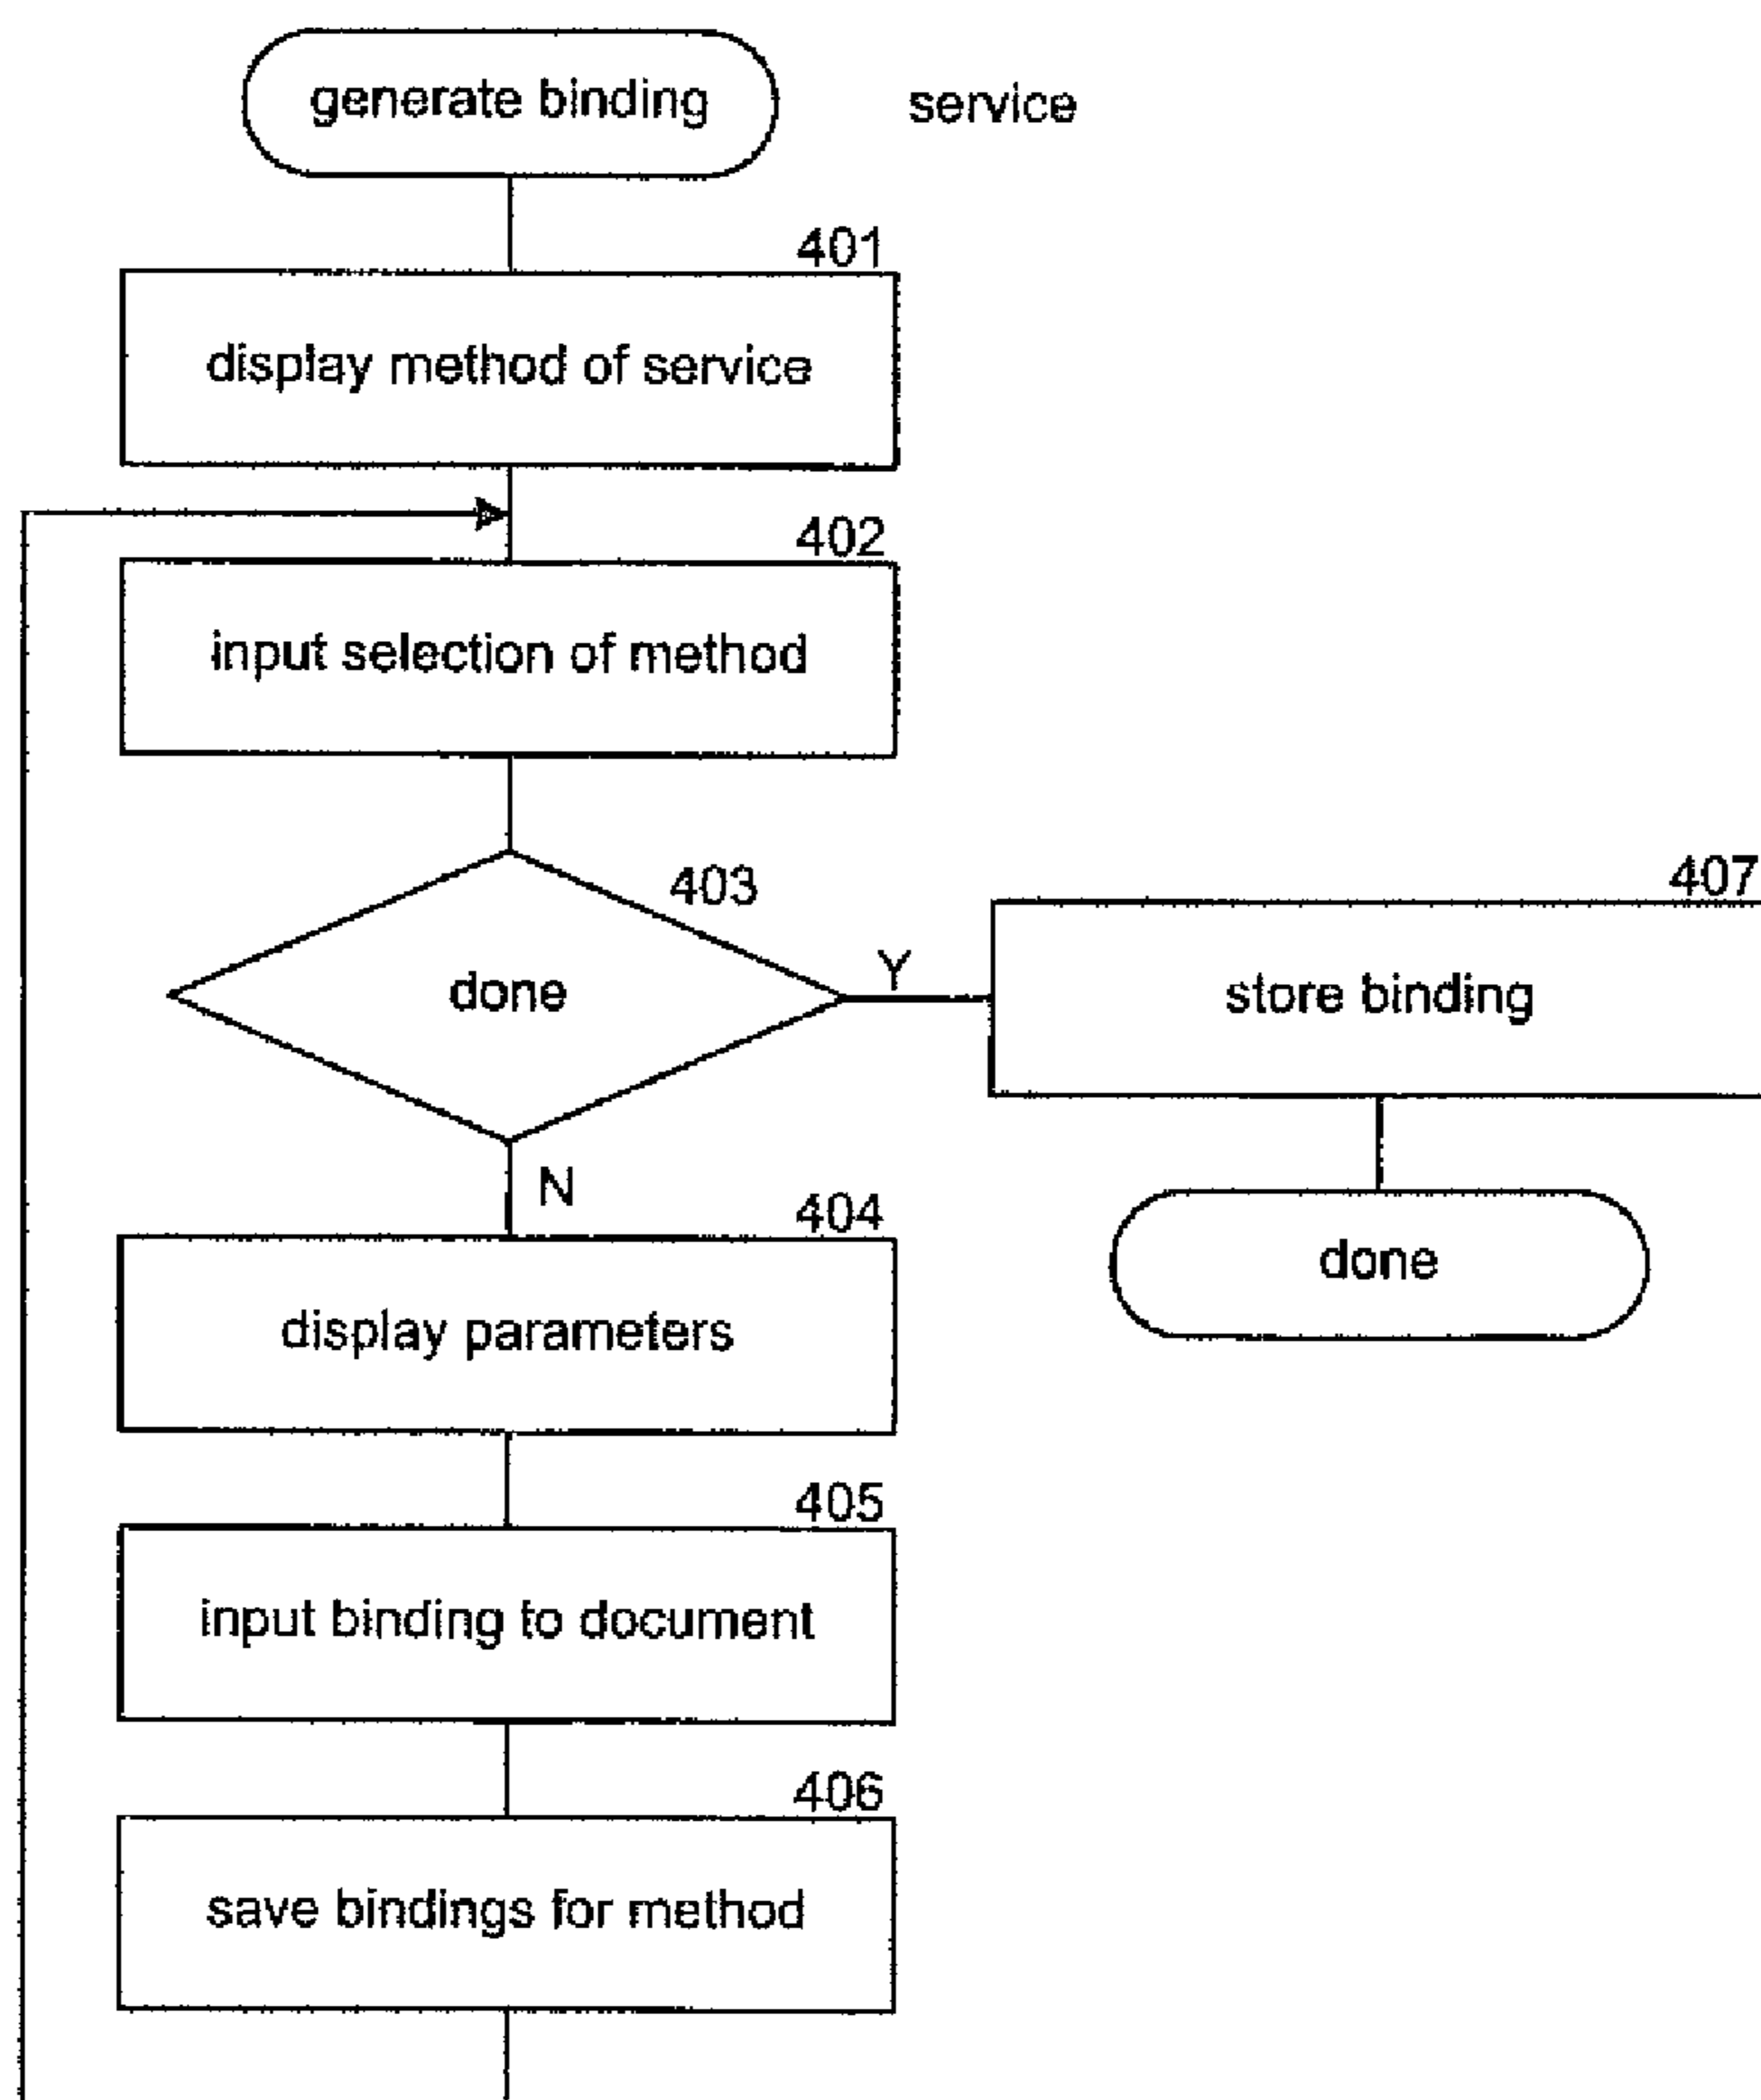 generate binding
service
401
display method of service
402
input selection of method
403
done
Y
407
store binding
N
done
404
display parameters
405
input binding to document
406
save bindings for method